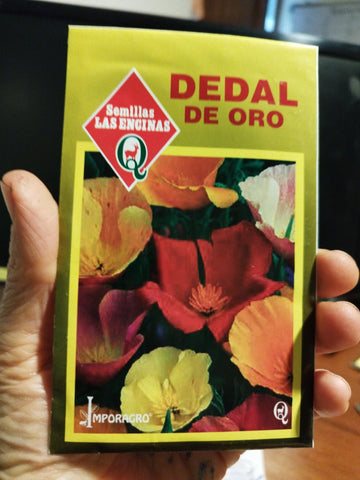 Semillas
LAS ENCINAS
Q
DEDAL
DE ORO
IMPORAGRO
Q